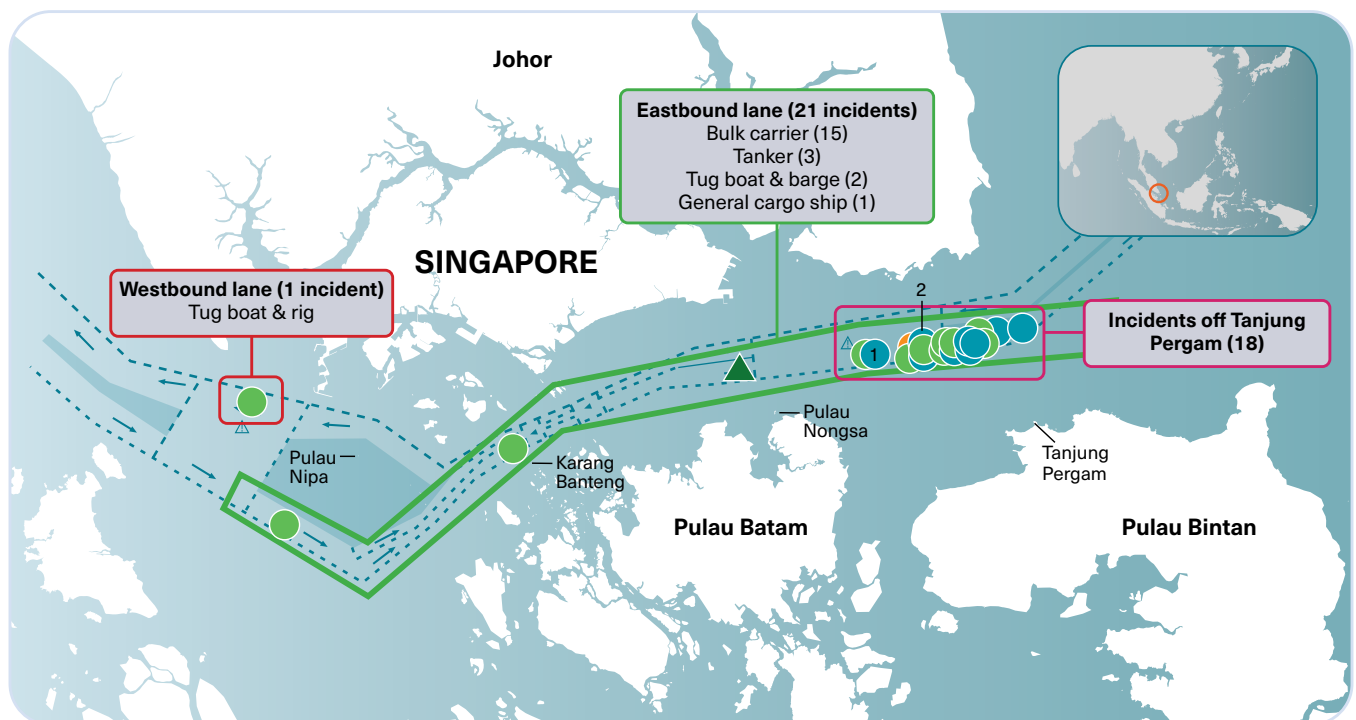 Johor
Eastbound lane (21 incidents)
Bulk carrier (15)
Tanker (3)
Tug boat & barge (2)
General cargo ship (1)
SINGAPORE
Westbound lane (1 incident)
Tug boat & rig
2
1
Incidents off Tanjung
Pergam (18)
Pulau
Nipa
Karang
Banteng
Pulau
Nongsa
Tanjung
Pergam
Pulau Batam
Pulau Bintan